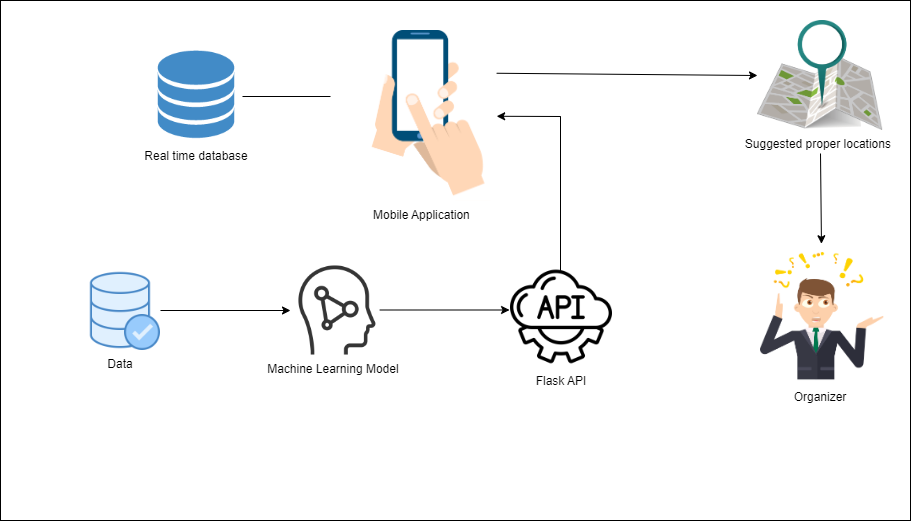 Real time database
Mobile Application
Suggested proper locations
Data
Machine Learning Model
API
Flask API
Organizer